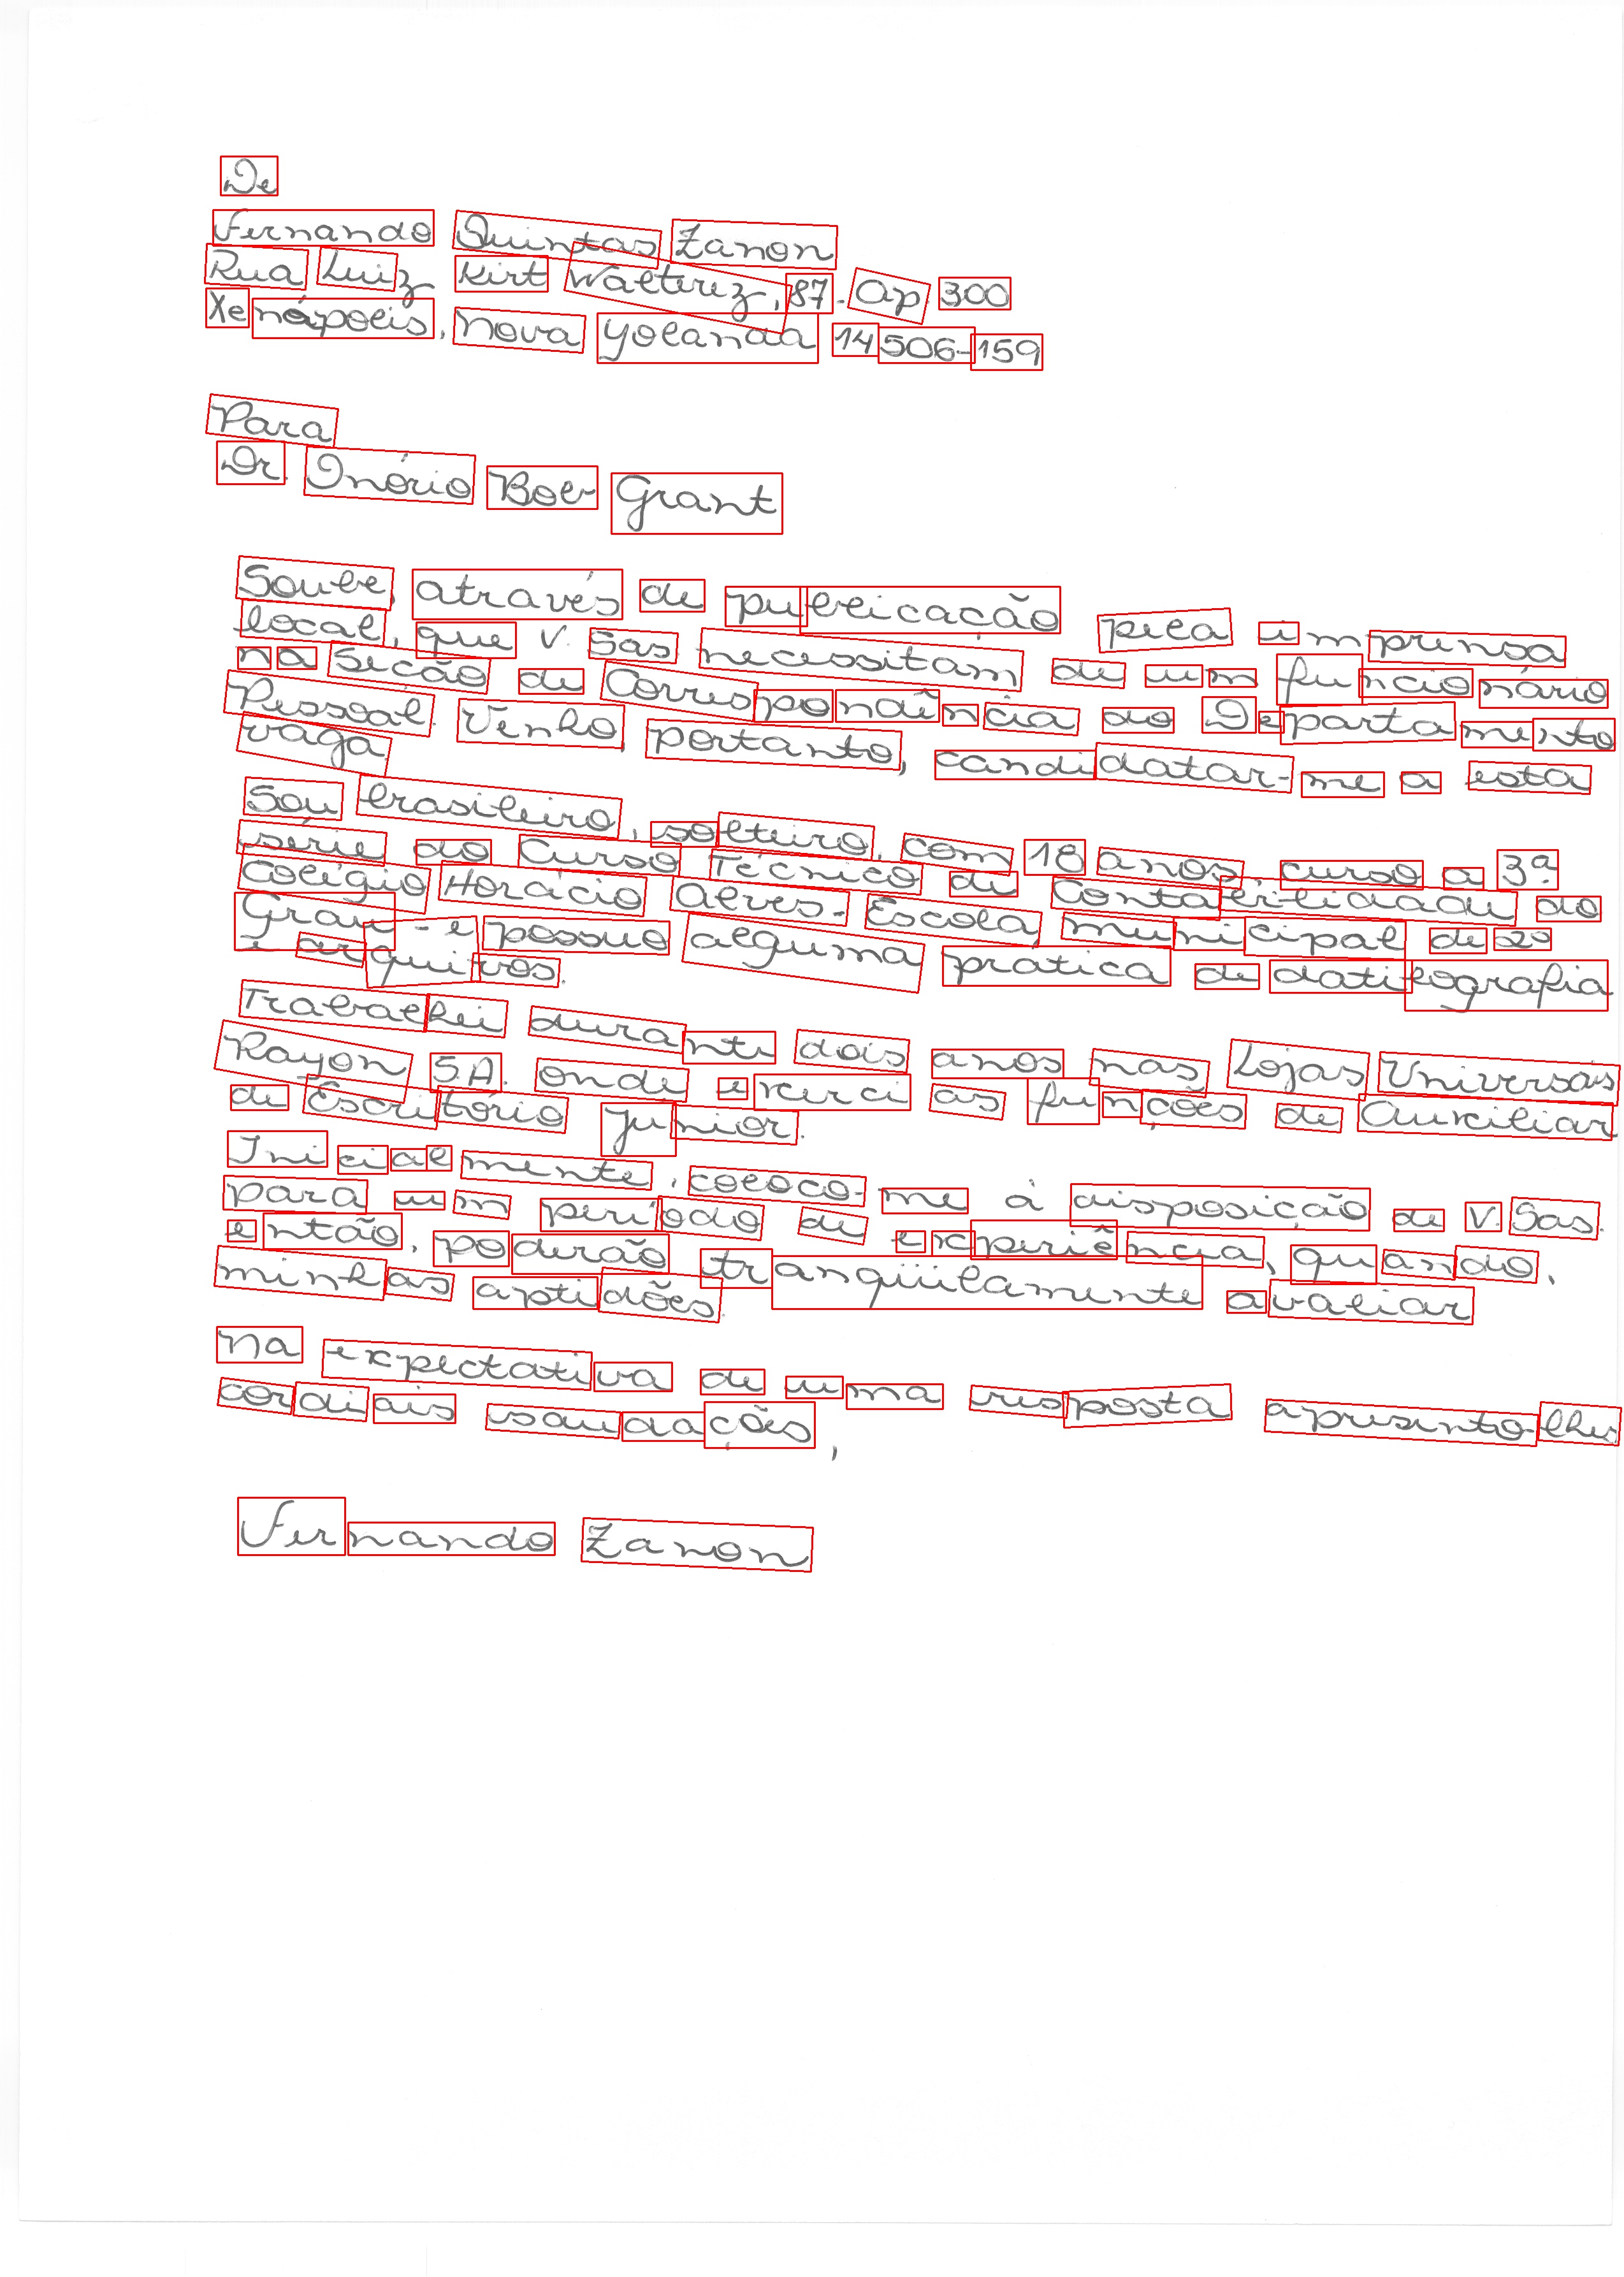 De
Fernando Quintas Zanon
Rua Luiz Kirt Walterez, 87 - Ap 300
Xenápolis, Nova Yolanda 14506-159
Para
Dr. Inório Boer Grant
Soube, através de publicação pela imprensa
local, que V. Sas necessitam de um funcionário
na Secão de Correspondência do Departamento
Pessoal. Venho, portanto, candidatar-me a esta
vaga.
Sou brasileiro, solteiro, com 18 anos, curso a 3ª
série do Curso Técnico de Contabilidade do
Colégio Horácio Alves - Escola municipal de 2º
Grau - e possuo alguma pratica de datilografia
e arquivos.
Trabalhei durante dois anos nas Lojas Universais
Rayon S.A. onde exerci as funções de Auxiliar
de Escritório Junior.
Inicialmente, coloco-me à disposição de V. Sas.
para um período de experiência, quando,
então, poderão tranqüilamente avaliar
minhas aptidões.
Na expectativa de uma resposta apresento-lhes
cordiais saudações,
Fernando Zanon